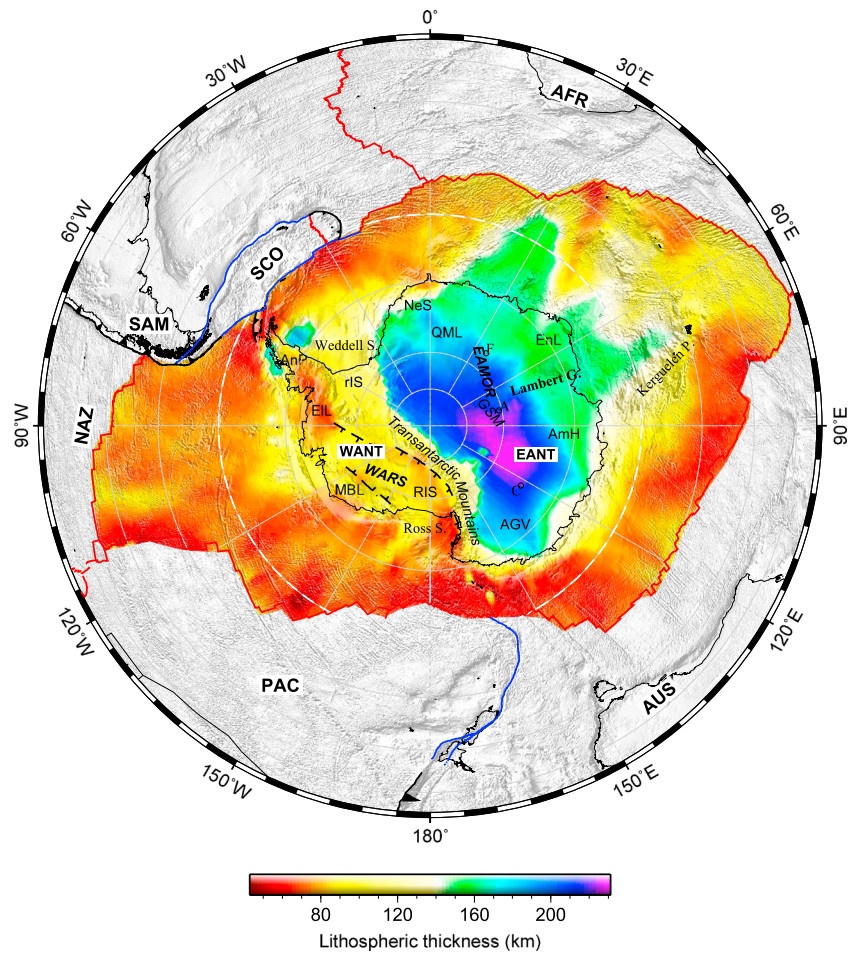 0˚
30˚W
30˚E
AFR
60˚W
60˚E
SCO
SAM
NeS
QML
EnL
Weddell S.
F
AnP
EAMOR
Kerguelen P.
rIS
Lambert G.
GSM
EIL
90˚W
NAZ
90˚E
Transantarctic Mountains
AmH
WANT
EANT
WARS
MBL
RIS
C
Ross S.
AGV
120˚W
120˚E
PAC
AUS
150˚W
150˚E
180˚
80 120 160 200
Lithospheric thickness (km)